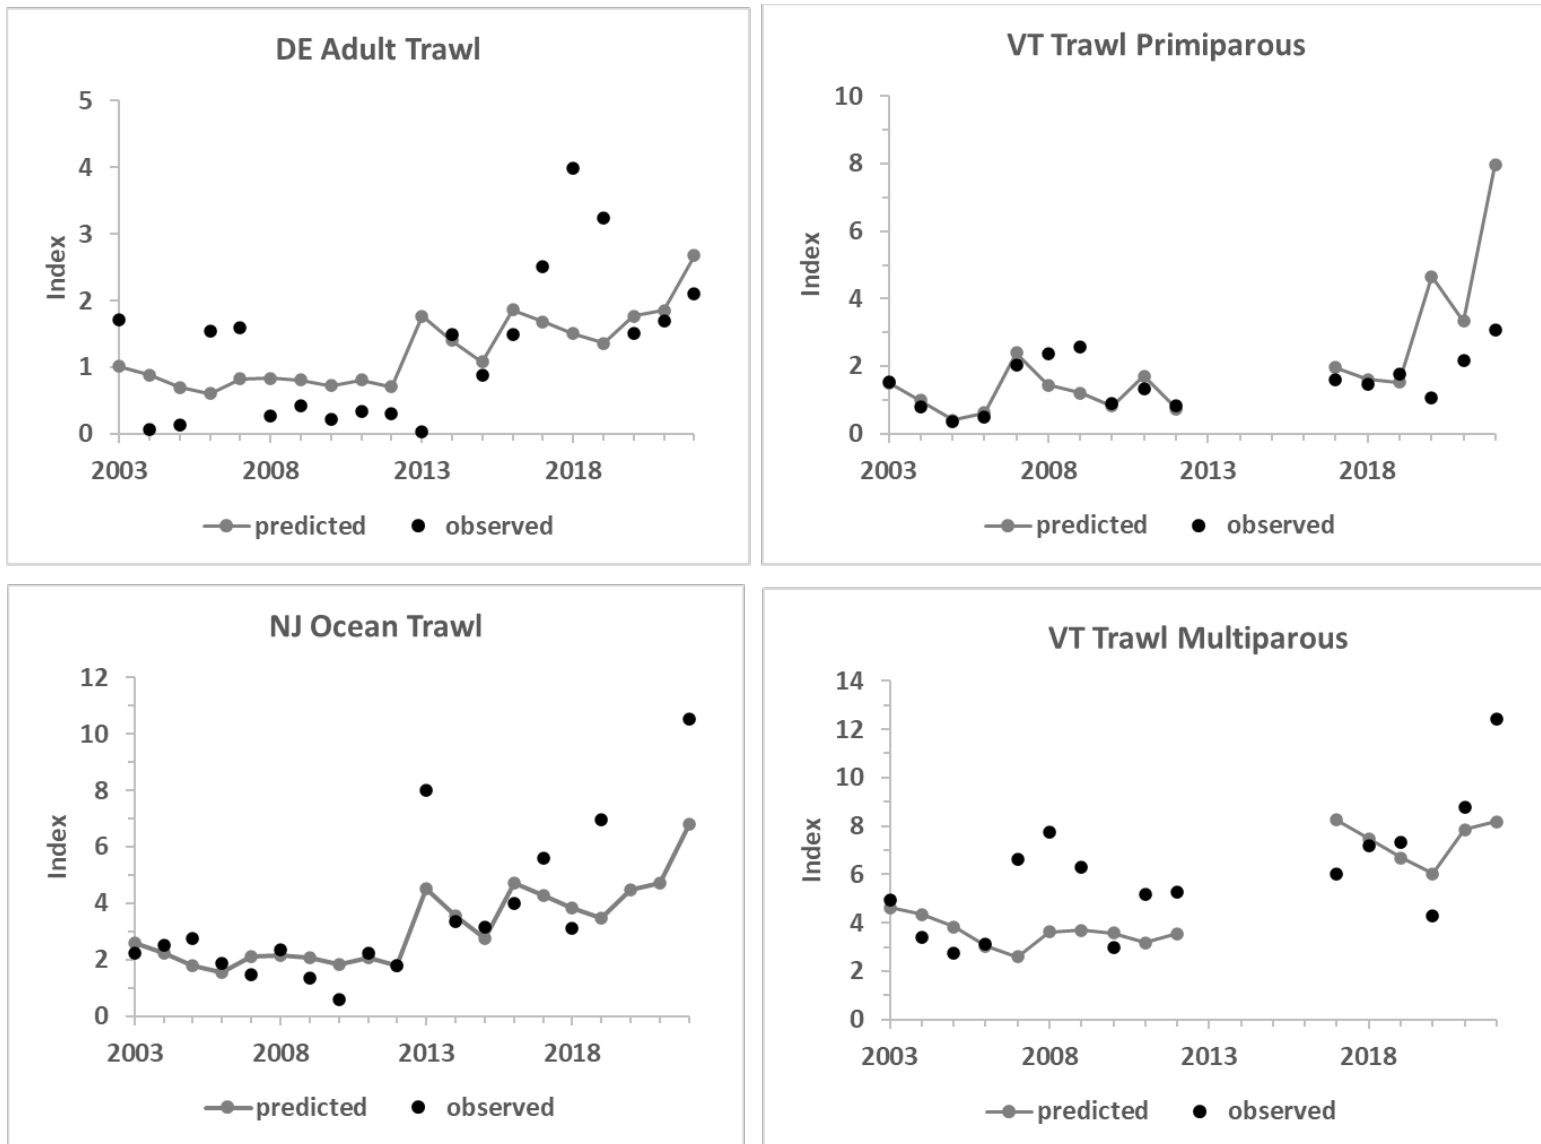 DE Adult Trawl
5
4
3
2
1
0
Index
2003 2008 2013 2018
predicted observed
VT Trawl Primiparous
10
8
6
4
2
0
Index
2003 2008 2013 2018
predicted observed
NJ Ocean Trawl
12
10
8
6
4
2
0
Index
2003 2008 2013 2018
predicted observed
VT Trawl Multiparous
14
12
10
8
6
4
2
0
Index
2003 2008 2013 2018
predicted observed